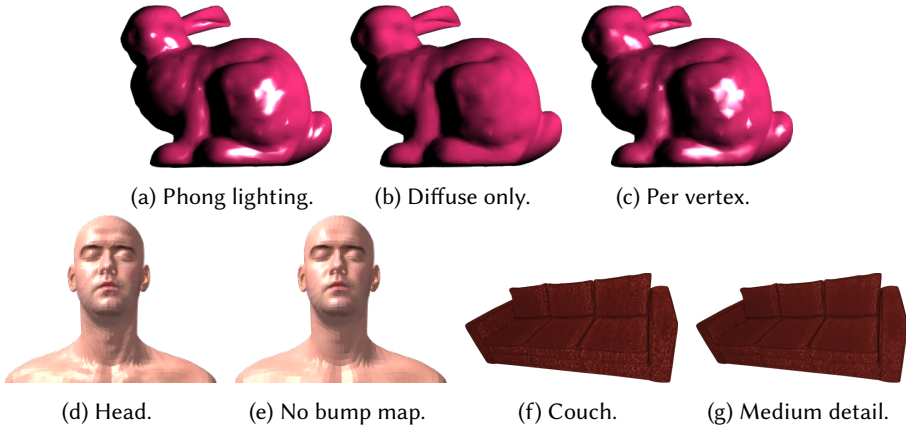 (a) Phong lighting.
(b) Diffuse only.
(c) Per vertex.
(d) Head.
(e) No bump map.
(f) Couch.
(g) Medium detail.